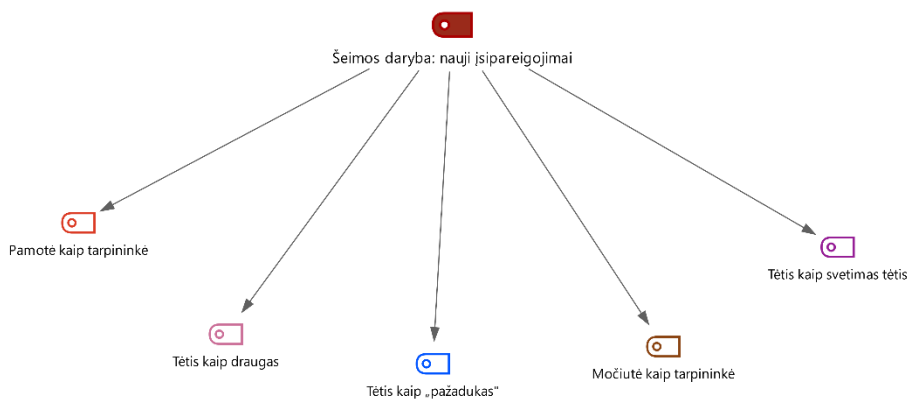 Šeimos daryba: nauji įsipareigojimai
Pamotė kaip tarpininkė
Tėtis kaip svetimas tėtis
Tėtis kaip draugas
Tėtis kaip „pažadukas“
Močiutė kaip tarpininkė